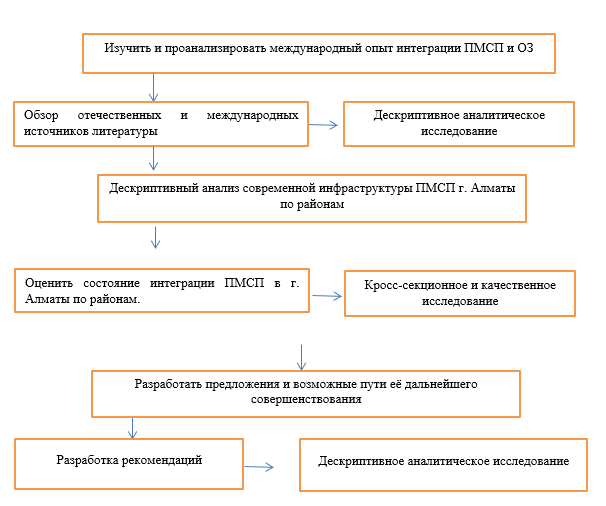 Изучить и проанализировать международный опыт интеграции ПМСП и ОЗ
Обзор отечественных и международных
источников литературы
Дескриптивное аналитическое
исследование
Дескриптивный анализ современной инфраструктуры ПМСП г. Алматы
по районам
Оценить состояние интеграции ПМСП в г.
Алматы по районам.
Кросс-секционное и качественное
исследование
Разработать предложения и возможные пути её дальнейшего
совершенствования
Разработка рекомендаций
Дескриптивное аналитическое исследование